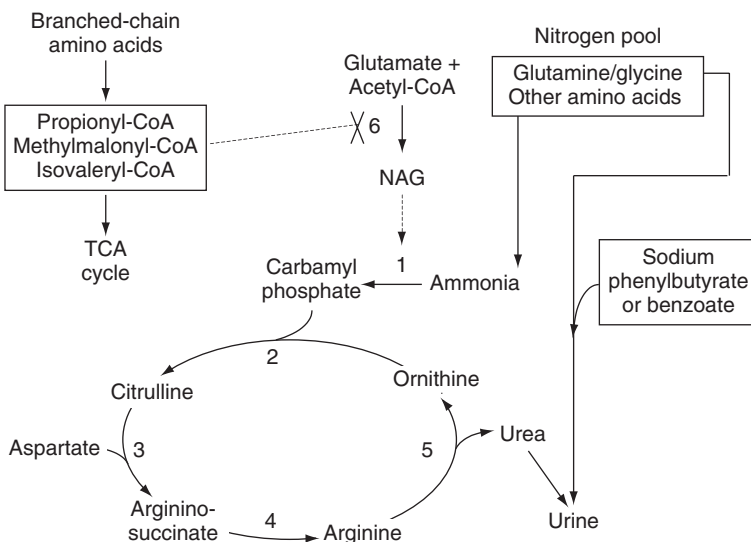 Branched-chain
amino acids
Propionyl-CoA
Methylmalonyl-CoA
Isovaleryl-CoA
TCA
cycle
Glutamate +
Acetyl-CoA
6
NAG
Nitrogen pool
Glutamine/glycine
Other amino acids
1
Carbamyl
phosphate
Ammonia
Sodium
phenylbutyrate
or benzoate
2
Citrulline
Ornithine
Aspartate
3
5
Urea
Arginino-
succinate
4
Arginine
Urine